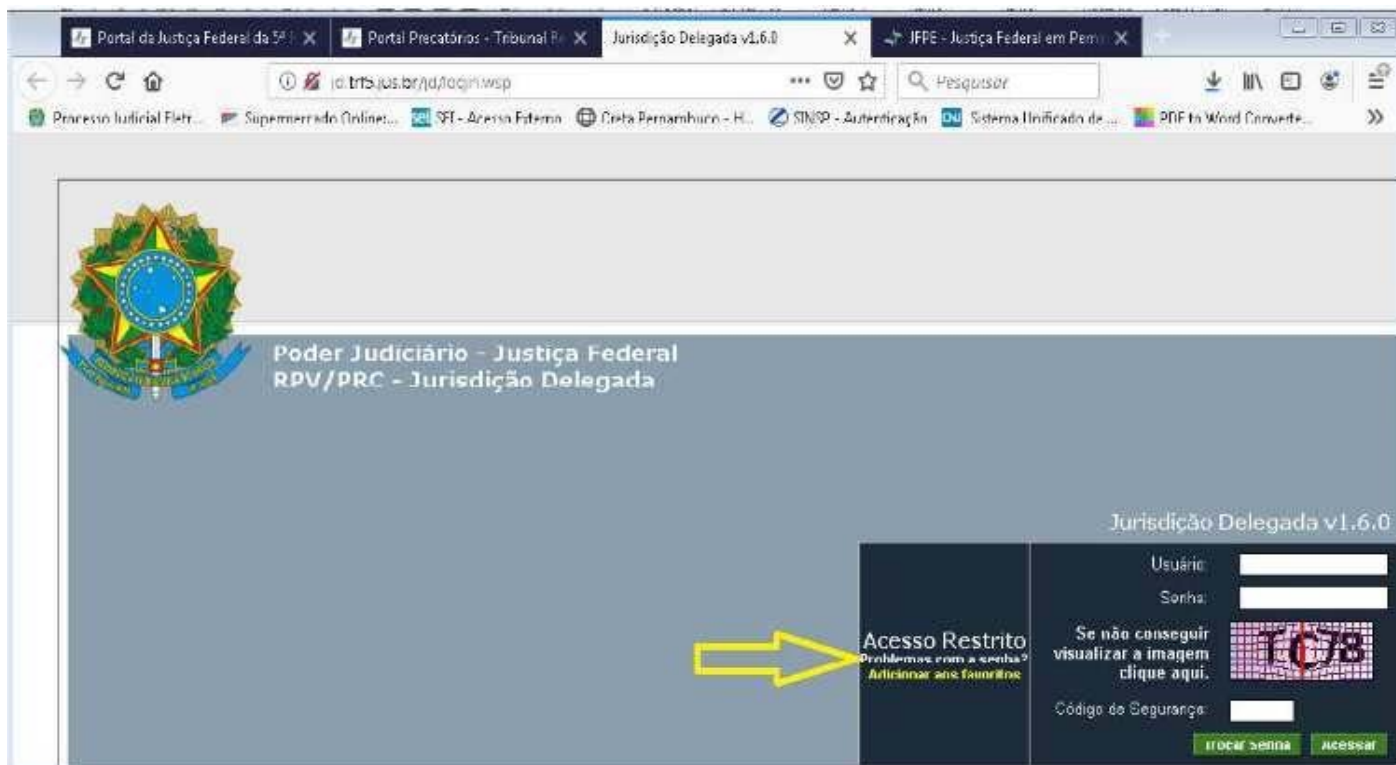 Portal da Justiça Federal da 5ª
Portal Precatórios - Tribunal Re
Jurisdição Delegada v1.6.0
JFPE - Justiça Federal em Pern
jd.trf5.jus.br/jd/login.wsp
Pesquisar
Processo Judicial Eletr...
Supermercado Online:...
sei SEI - Acesso Externo
Creta Pernambuco - H...
SINSP - Autenticação
CNJ Sistema Unificado de ...
PDF to Word Converte...
Poder Judiciário - Justiça Federal
RPV/PRC - Jurisdição Delegada
Jurisdição Delegada v1.6.0
Usuário:
Senha:
Acesso Restrito
Problemas com a senha?
Adicionar aos favoritos
Se não conseguir
visualizar a imagem
clique aqui.
Código de Segurança:
Trocar Senha
Acessar